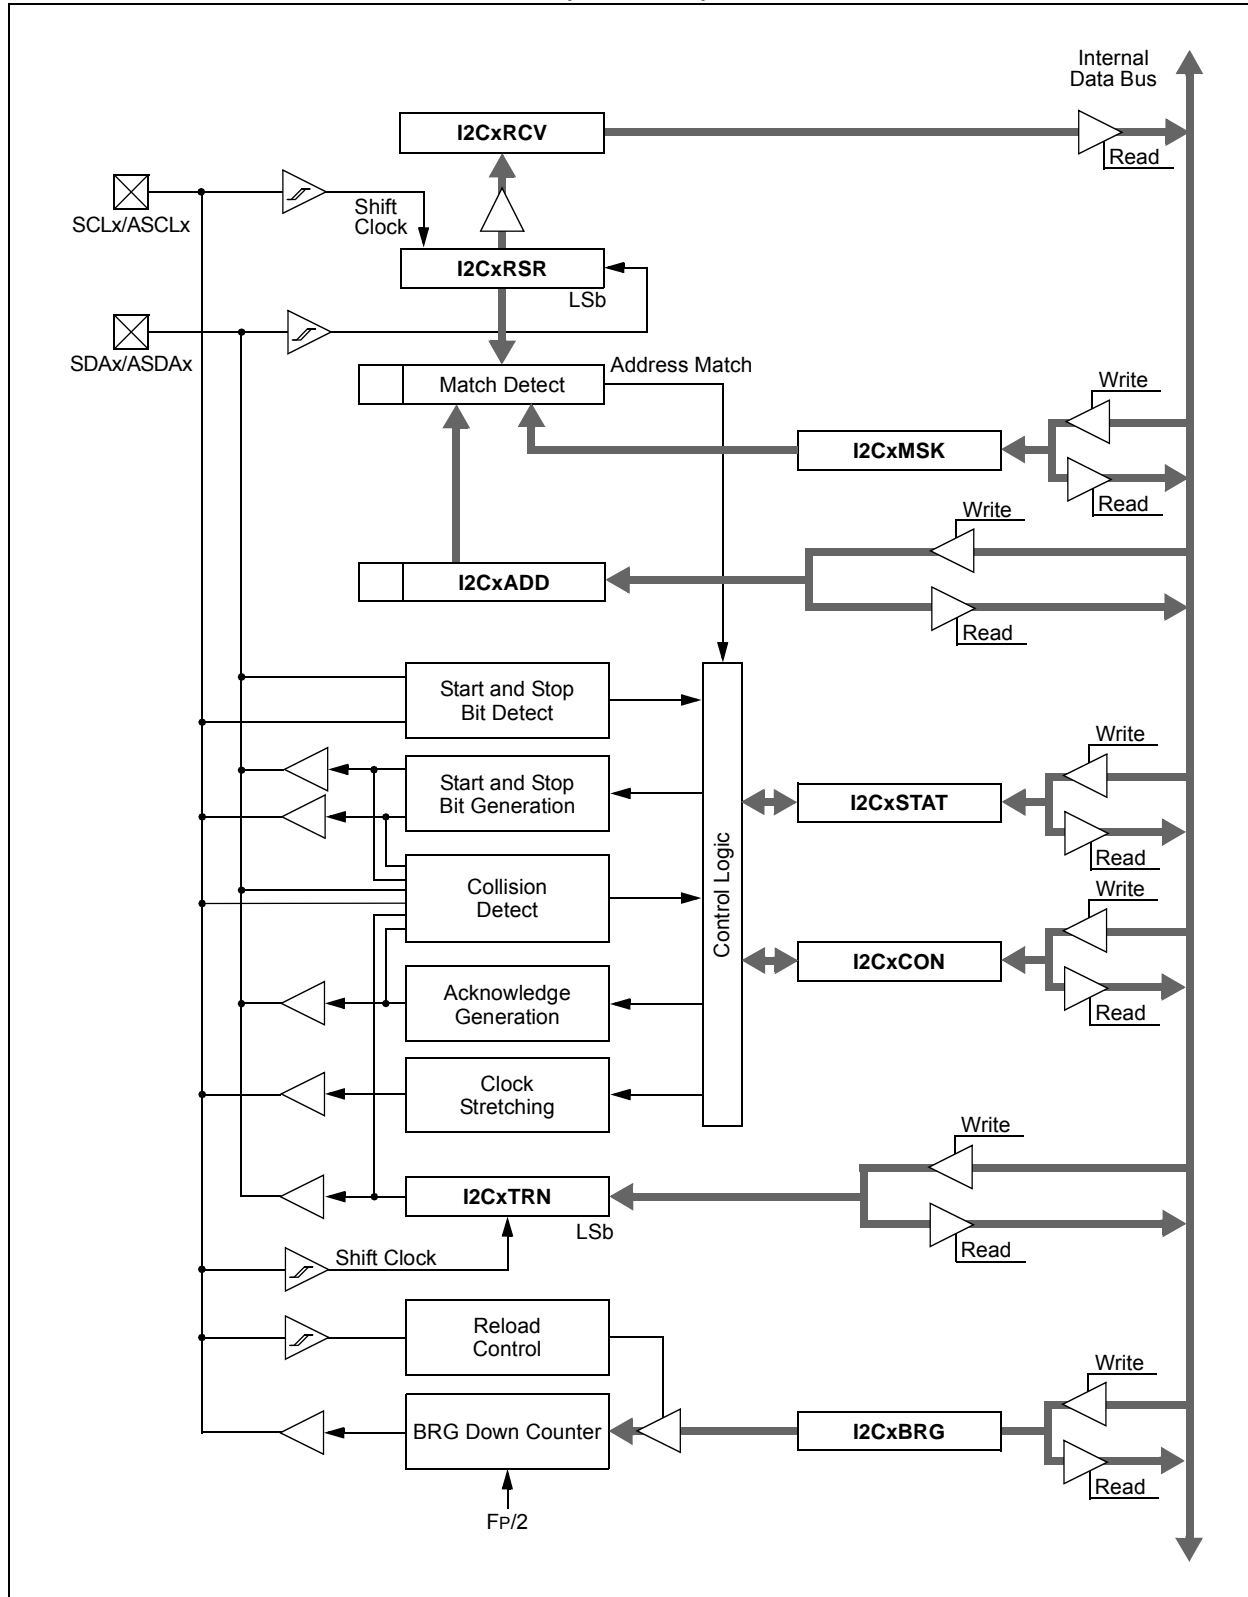 Internal
Data Bus
I2CxRCV
Read
SCLx/ASCLx
Shift
Clock
I2CxRSR
LSb
SDAx/ASDAx
Match Detect
Address Match
Write
I2CxMSK
Read
Write
I2CxADD
Read
Start and Stop
Bit Detect
Write
Start and Stop
Bit Generation
I2CxSTAT
Read
Control Logic
Collision
Detect
Write
I2CxCON
Read
Acknowledge
Generation
Clock
Stretching
Write
I2CxTRN
LSb
Read
Shift Clock
Reload
Control
Write
BRG Down Counter
I2CxBRG
Read
FP/2